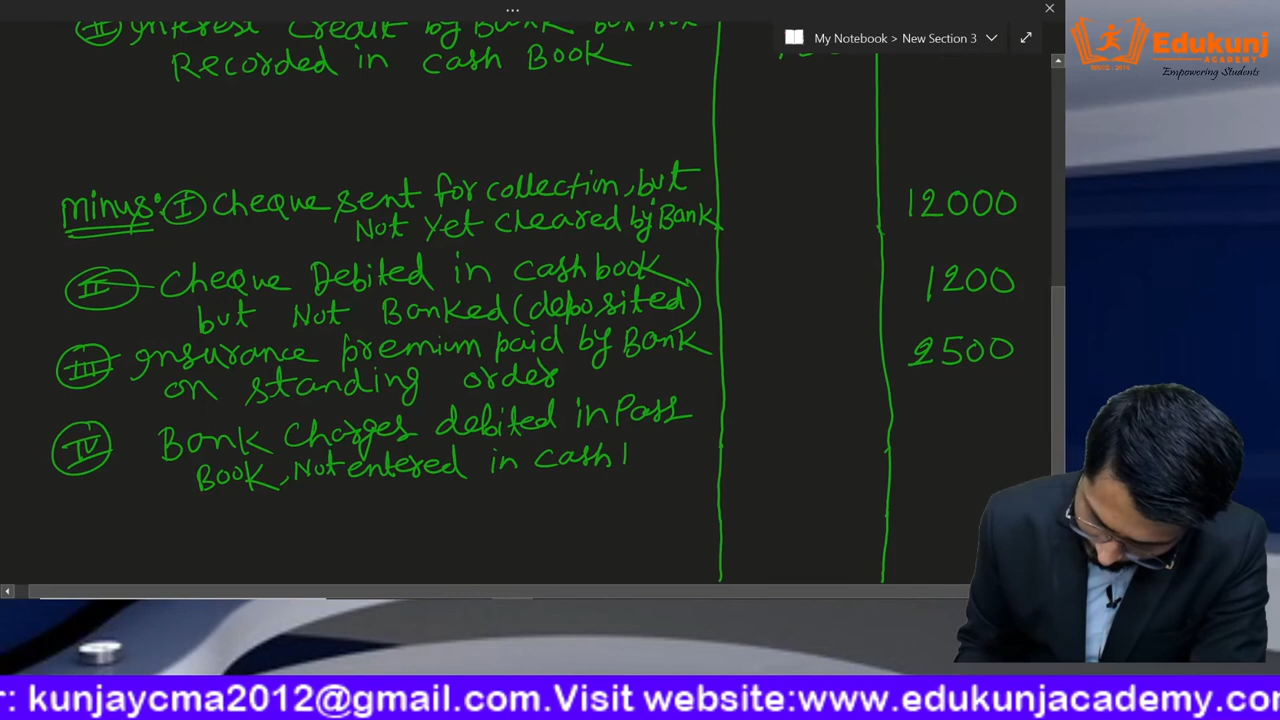 ...
My Notebook > New Section 3
Edukunj
ACADEMY
Empowering Students
II interest credit by Bank but Not
Recorded in cash Book
Minus: I Cheque sent for collection, but
Not Yet Cleared by Bank
12000
II Cheque Debited in cash book
but Not Banked (deposited)
1200
III Insurance premium paid by Bank
on standing order
2500
IV Bank Charges debited in Pass
Book, Not entered in cash
r: kunjaycma2012@gmail.com.Visit website:www.edukunjacademy.com